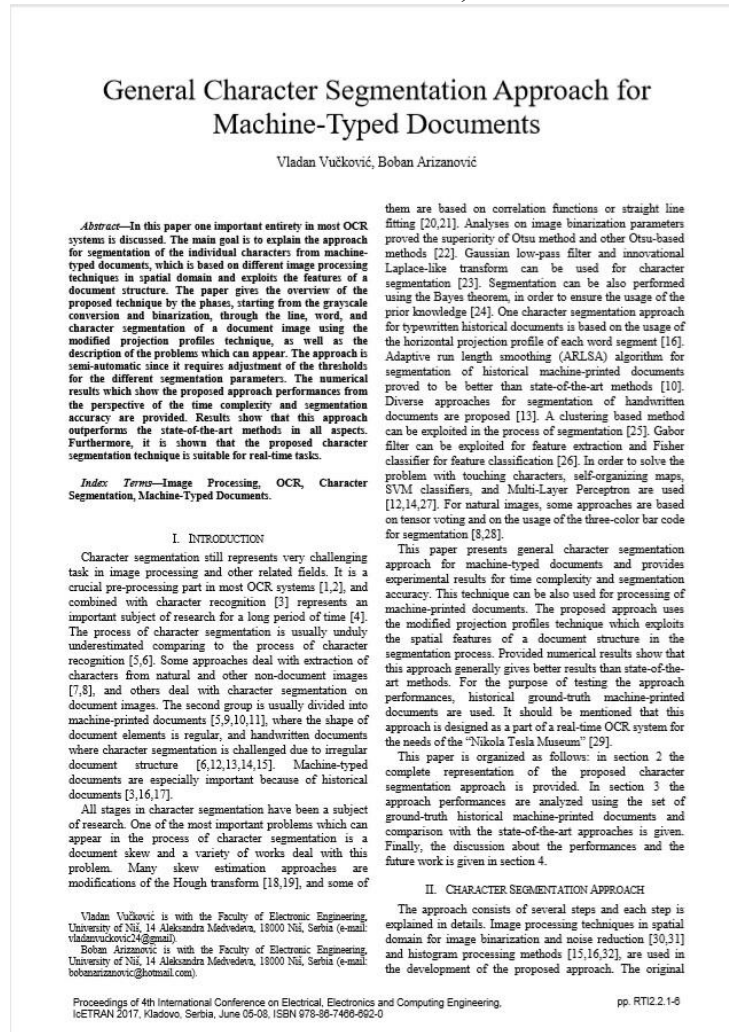 General Character Segmentation Approach for
Machine-Typed Documents
Vladan Vučković, Boban Arizanović
Abstract—In this paper one important entirety in most OCR
systems is discussed. The main goal is to explain the approach
for segmentation of the individual characters from machine-
typed documents, which is based on different image processing
techniques in spatial domain and exploits the features of a
document structure. The paper gives the overview of the
proposed technique by the phases, starting from the grayscale
conversion and binarization, through the line, word, and
character segmentation of a document image using the
modified projection profiles technique, as well as the
description of the problems which can appear. The approach is
semi-automatic since it requires adjustment of the thresholds
for the different segmentation parameters. The numerical
results which show the proposed approach performances from
the perspective of the time complexity and segmentation
accuracy are provided. Results show that this approach
outperforms the state-of-the-art methods in all aspects.
Furthermore, it is shown that the proposed character
segmentation technique is suitable for real-time tasks.
Index Terms—Image Processing, OCR, Character
Segmentation, Machine-Typed Documents.
I. INTRODUCTION
Character segmentation still represents very challenging
task in image processing and other related fields. It is a
crucial pre-processing part in most OCR systems [1,2], and
combined with character recognition [3] represents an
important subject of research for a long period of time [4].
The process of character segmentation is usually unduly
underestimated comparing to the process of character
recognition [5,6]. Some approaches deal with extraction of
characters from natural and other non-document images
[7,8], and others deal with character segmentation on
document images. The second group is usually divided into
machine-printed documents [5,9,10,11], where the shape of
document elements is regular, and handwritten documents
where character segmentation is challenged due to irregular
document structure [6,12,13,14,15]. Machine-typed
documents are especially important because of historical
documents [3,16,17].
All stages in character segmentation have been a subject
of research. One of the most important problems which can
appear in the process of character segmentation is a
document skew and a variety of works deal with this
problem. Many skew estimation approaches are
modifications of the Hough transform [18,19], and some of
Vladan Vučković is with the Faculty of Electronic Engineering,
University of Niš, 14 Aleksandra Medvedeva, 18000 Niš, Serbia (e-mail:
vladanvuckovic24@gmail).
Boban Arizanović is with the Faculty of Electronic Engineering,
University of Niš, 14 Aleksandra Medvedeva, 18000 Niš, Serbia (e-mail:
bobanarizanovic@hotmail.com).
them are based on correlation functions or straight line
fitting [20,21]. Analyses on image binarization parameters
proved the superiority of Otsu method and other Otsu-based
methods [22]. Gaussian low-pass filter and innovational
Laplace-like transform can be used for character
segmentation [23]. Segmentation can be also performed
using the Bayes theorem, in order to ensure the usage of the
prior knowledge [24]. One character segmentation approach
for typewritten historical documents is based on the usage of
the horizontal projection profile of each word segment [16].
Adaptive run length smoothing (ARLSA) algorithm for
segmentation of historical machine-printed documents
proved to be better than state-of-the-art methods [10].
Diverse approaches for segmentation of handwritten
documents are proposed [13]. A clustering based method
can be exploited in the process of segmentation [25]. Gabor
filter can be exploited for feature extraction and Fisher
classifier for feature classification [26]. In order to solve the
problem with touching characters, self-organizing maps,
SVM classifiers, and Multi-Layer Perceptron are used
[12,14,27]. For natural images, some approaches are based
on tensor voting and on the usage of the three-color bar code
for segmentation [8,28].
This paper presents general character segmentation
approach for machine-typed documents and provides
experimental results for time complexity and segmentation
accuracy. This technique can be also used for processing of
machine-printed documents. The proposed approach uses
the modified projection profiles technique which exploits
the spatial features of a document structure in the
segmentation process. Provided numerical results show that
this approach generally gives better results than state-of-the-
art methods. For the purpose of testing the approach
performances, historical ground-truth machine-printed
documents are used. It should be mentioned that this
approach is designed as a part of a real-time OCR system for
the needs of the “Nikola Tesla Museum” [29].
This paper is organized as follows: in section 2 the
complete representation of the proposed character
segmentation approach is provided. In section 3 the
approach performances are analyzed using the set of
ground-truth historical machine-printed documents and
comparison with the state-of-the-art approaches is given.
Finally, the discussion about the performances and the
future work is given in section 4.
II. CHARACTER SEGMENTATION APPROACH
The approach consists of several steps and each step is
explained in details. Image processing techniques in spatial
domain for image binarization and noise reduction [30,31]
and histogram processing methods [15,16,32], are used in
the development of the proposed approach. The original
Proceedings of 4th International Conference on Electrical, Electronics and Computing Engineering,
IcETRAN 2017, Kladovo, Serbia, June 05-08, ISBN 978-86-7466-692-0
pp. RTI2.2.1-6